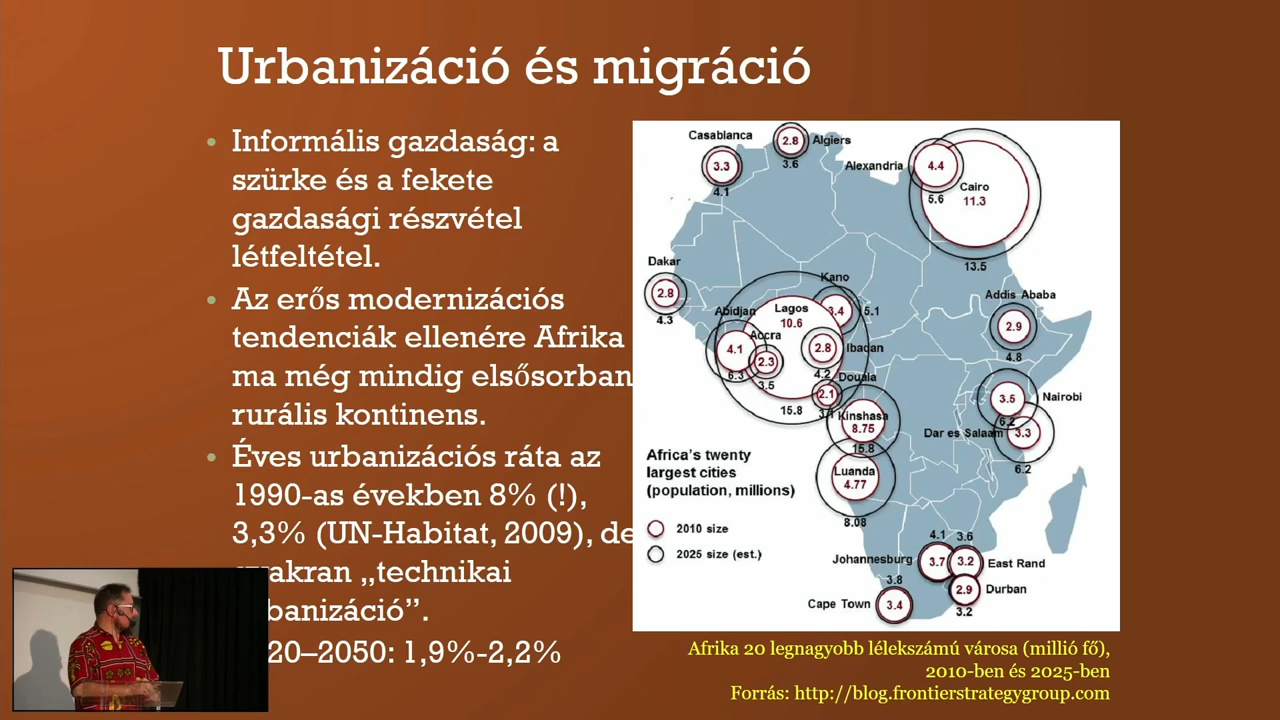 Urbanizáció és migráció
• Informális gazdaság: a
szürke és a fekete
gazdasági részvétel
létfeltétel.
• Az erős modernizációs
tendenciák ellenére Afrika
ma még mindig elsősorban
rurális kontinens.
• Éves urbanizációs ráta az
1990-as években 8% (!),
3,3% (UN-Habitat, 2009), de
„technikai
20–2050: 1,9%-2,2%
Casablanca
3.3
4.1
2.8
Algiers
3.6
Alexandria
4.4
5.6
Cairo
11.3
13.5
Dakar
2.8
4.3
Kano
3.4
5.1
Lagos
10.6
15.8
Abidjan
4.1
6.3
Accra
2.3
3.5
2.8
Ibadan
4.2
Douala
2.1
Kinshasa
8.75
15.8
Luanda
4.77
8.08
Addis Ababa
2.9
4.8
3.5
Nairobi
6.2
Dar es Salaam
3.3
6.2
Africa's twenty
largest cities
(population, millions)
2010 size
2025 size (est.)
4.1
3.6
Johannesburg
3.7
3.2
East Rand
2.9
Durban
3.2
3.8
Cape Town
3.4
Afrika 20 legnagyobb lélekszámú városa (millió fő),
2010-ben és 2025-ben
Forrás: http://blog.frontierstrategygroup.com